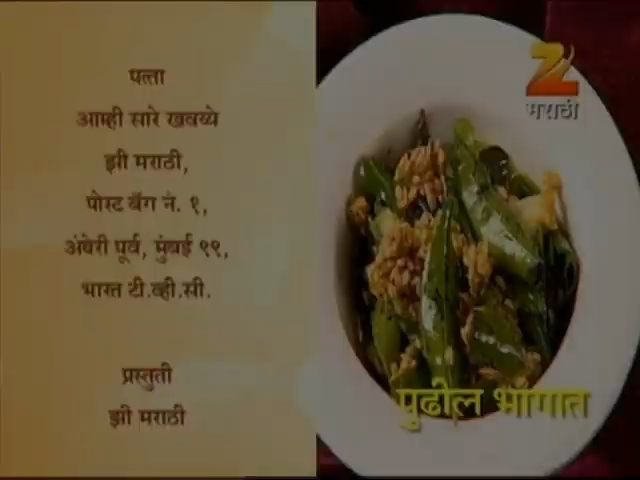 पत्ता
आम्ही सारे खवय्ये
झी मराठी,
पोस्ट बॅग नं. १,
अंधेरी पूर्व, मुंबई ९९,
भारत टी.व्ही.सी.
प्रस्तुती
झी मराठी
मराठी
पुढील भागात